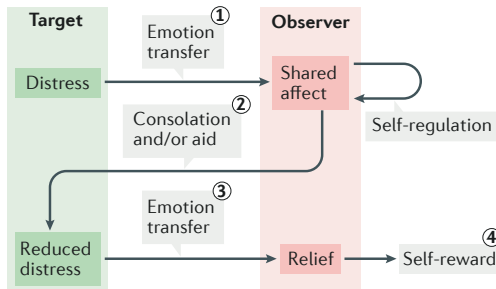 Target
Observer
①
Emotion
transfer
Distress
Shared
affect
Self-regulation
②
Consolation
and/or aid
③
Emotion
transfer
Reduced
distress
Relief
④
Self-reward